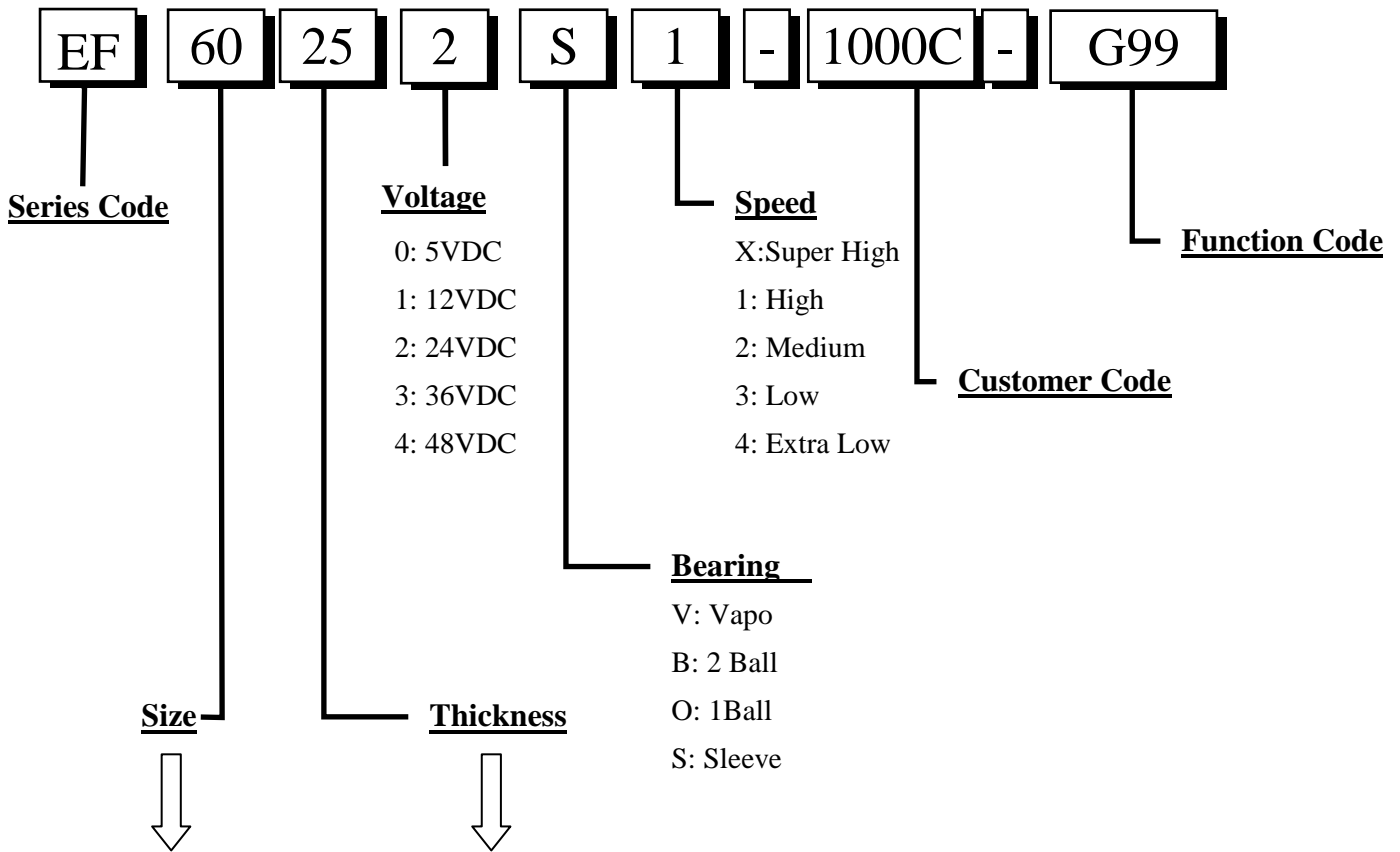 EF 60 25 2 S 1 - 1000C - G99
Series Code
Voltage
0: 5VDC
1: 12VDC
2: 24VDC
3: 36VDC
4: 48VDC
Speed
X:Super High
1: High
2: Medium
3: Low
4: Extra Low
Function Code
Customer Code
Bearing
V: Vapo
B: 2 Ball
O: 1Ball
S: Sleeve
Size
Thickness